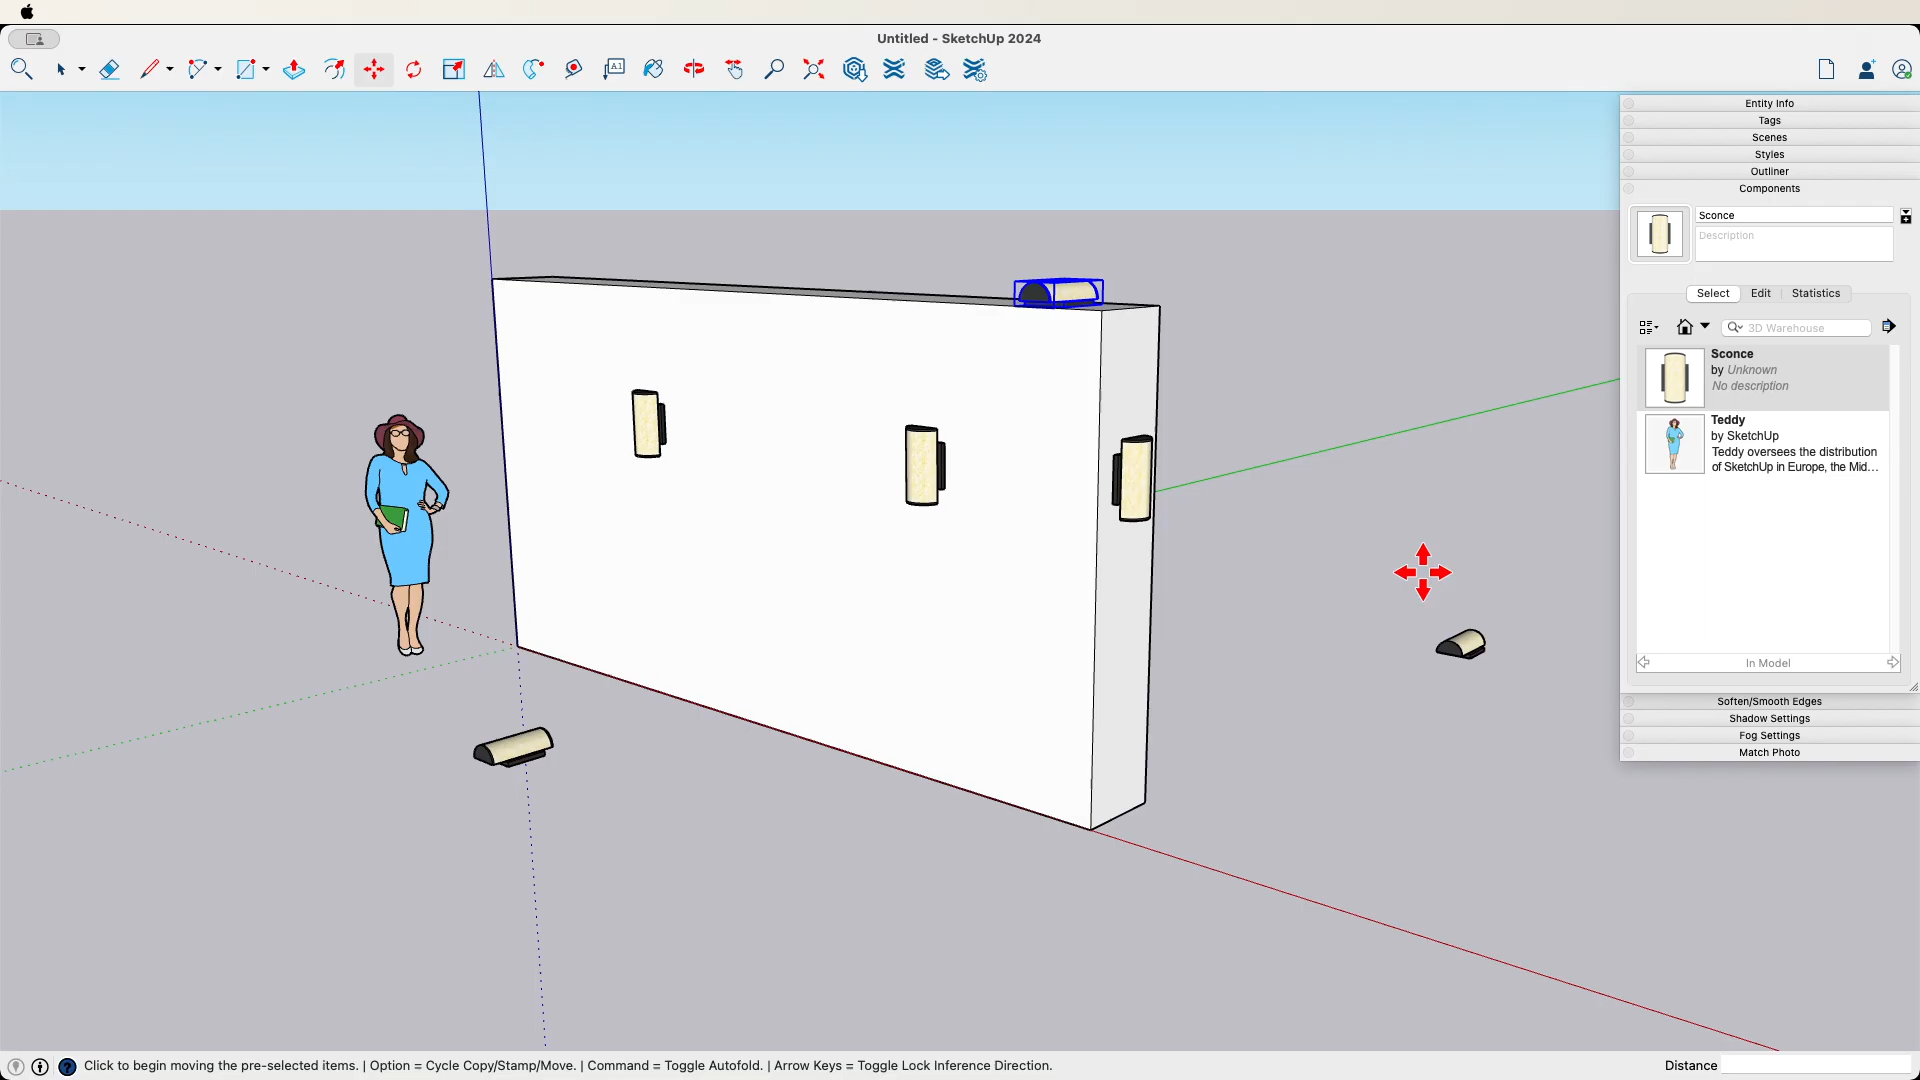 Untitled - SketchUp 2024
A1
Entity Info
Tags
Scenes
Styles
Outliner
Components
Sconce
Description
Select Edit Statistics
3D Warehouse
Sconce
by Unknown
No description
Teddy
by SketchUp
Teddy oversees the distribution
of SketchUp in Europe, the Mid...
In Model
Soften/Smooth Edges
Shadow Settings
Fog Settings
Match Photo
Click to begin moving the pre-selected items. | Option = Cycle Copy/Stamp/Move. | Command = Toggle Autofold. | Arrow Keys = Toggle Lock Inference Direction.
Distance